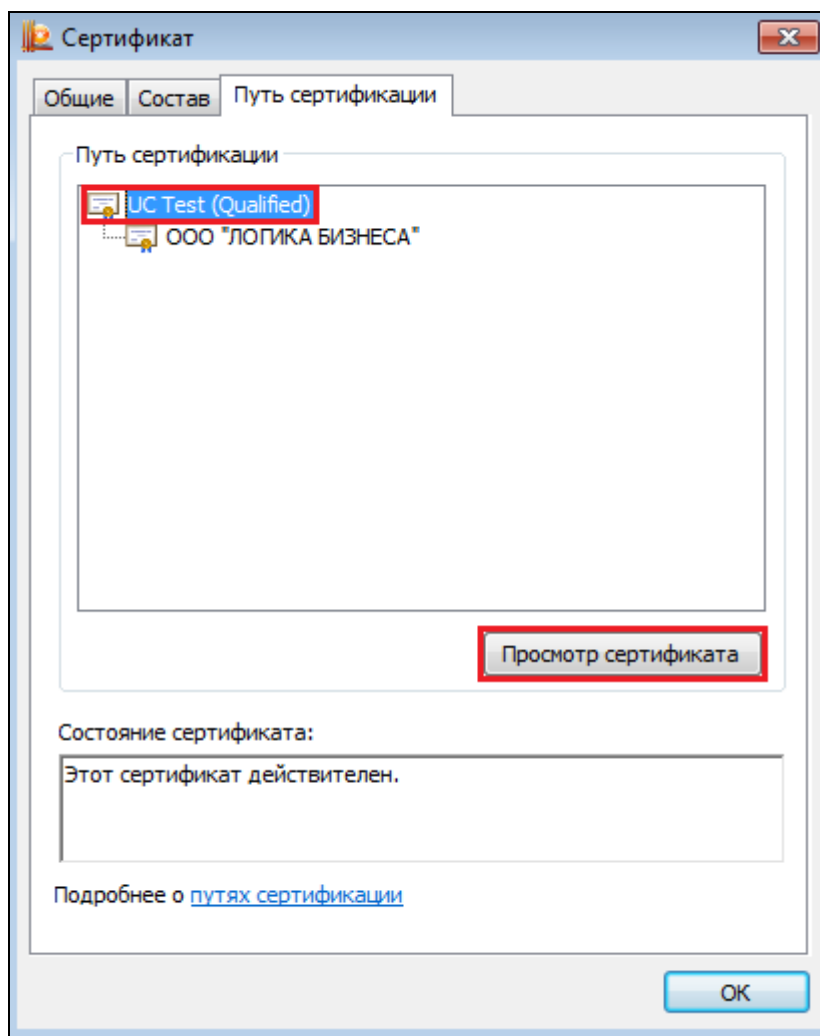 Сертификат
Общие Состав Путь сертификации
Путь сертификации
UC Test (Qualified)
ООО "ЛОГИКА БИЗНЕСА"
Просмотр сертификата
Состояние сертификата:
Этот сертификат действителен.
Подробнее о путях сертификации
ОК